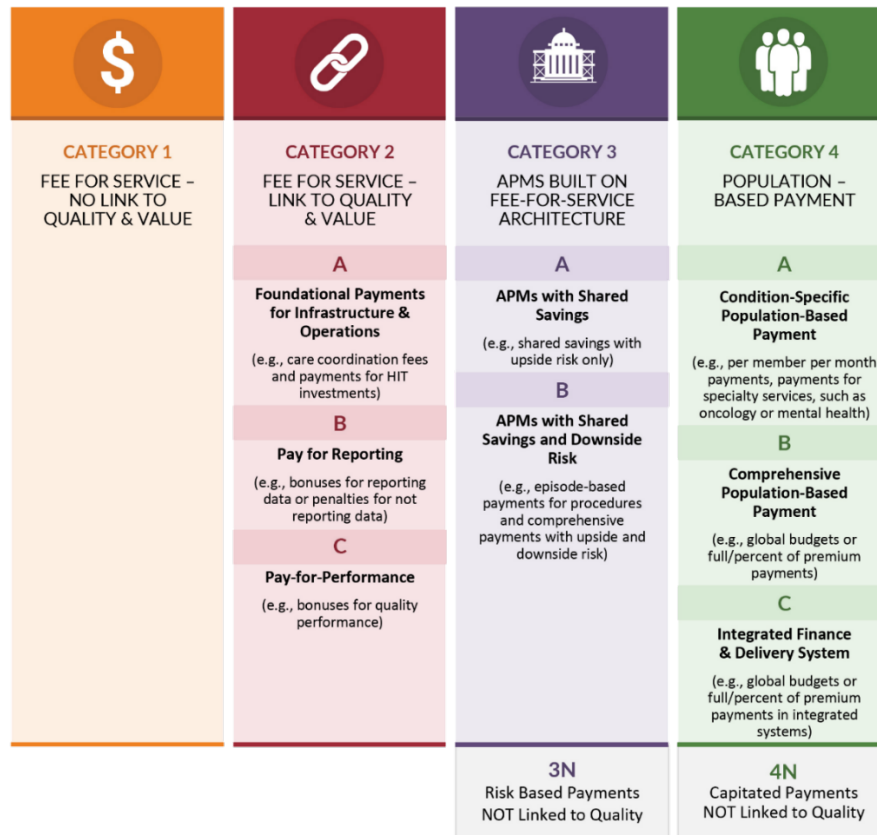 $
CATEGORY 1
FEE FOR SERVICE –
NO LINK TO
QUALITY & VALUE
CATEGORY 2
FEE FOR SERVICE –
LINK TO QUALITY
& VALUE
A
Foundational Payments
for Infrastructure &
Operations
(e.g., care coordination fees
and payments for HIT
investments)
B
Pay for Reporting
(e.g., bonuses for reporting
data or penalties for not
reporting data)
C
Pay-for-Performance
(e.g., bonuses for quality
performance)
CATEGORY 3
APMS BUILT ON
FEE-FOR-SERVICE
ARCHITECTURE
A
APMs with Shared
Savings
(e.g., shared savings with
upside risk only)
B
APMs with Shared
Savings and Downside
Risk
(e.g., episode-based
payments for procedures
and comprehensive
payments with upside and
downside risk)
3N
Risk Based Payments
NOT Linked to Quality
CATEGORY 4
POPULATION –
BASED PAYMENT
A
Condition-Specific
Population-Based
Payment
(e.g., per member per month
payments, payments for
specialty services, such as
oncology or mental health)
B
Comprehensive
Population-Based
Payment
(e.g., global budgets or
full/percent of premium
payments)
C
Integrated Finance
& Delivery System
(e.g., global budgets or
full/percent of premium
payments in integrated
systems)
4N
Capitated Payments
NOT Linked to Quality